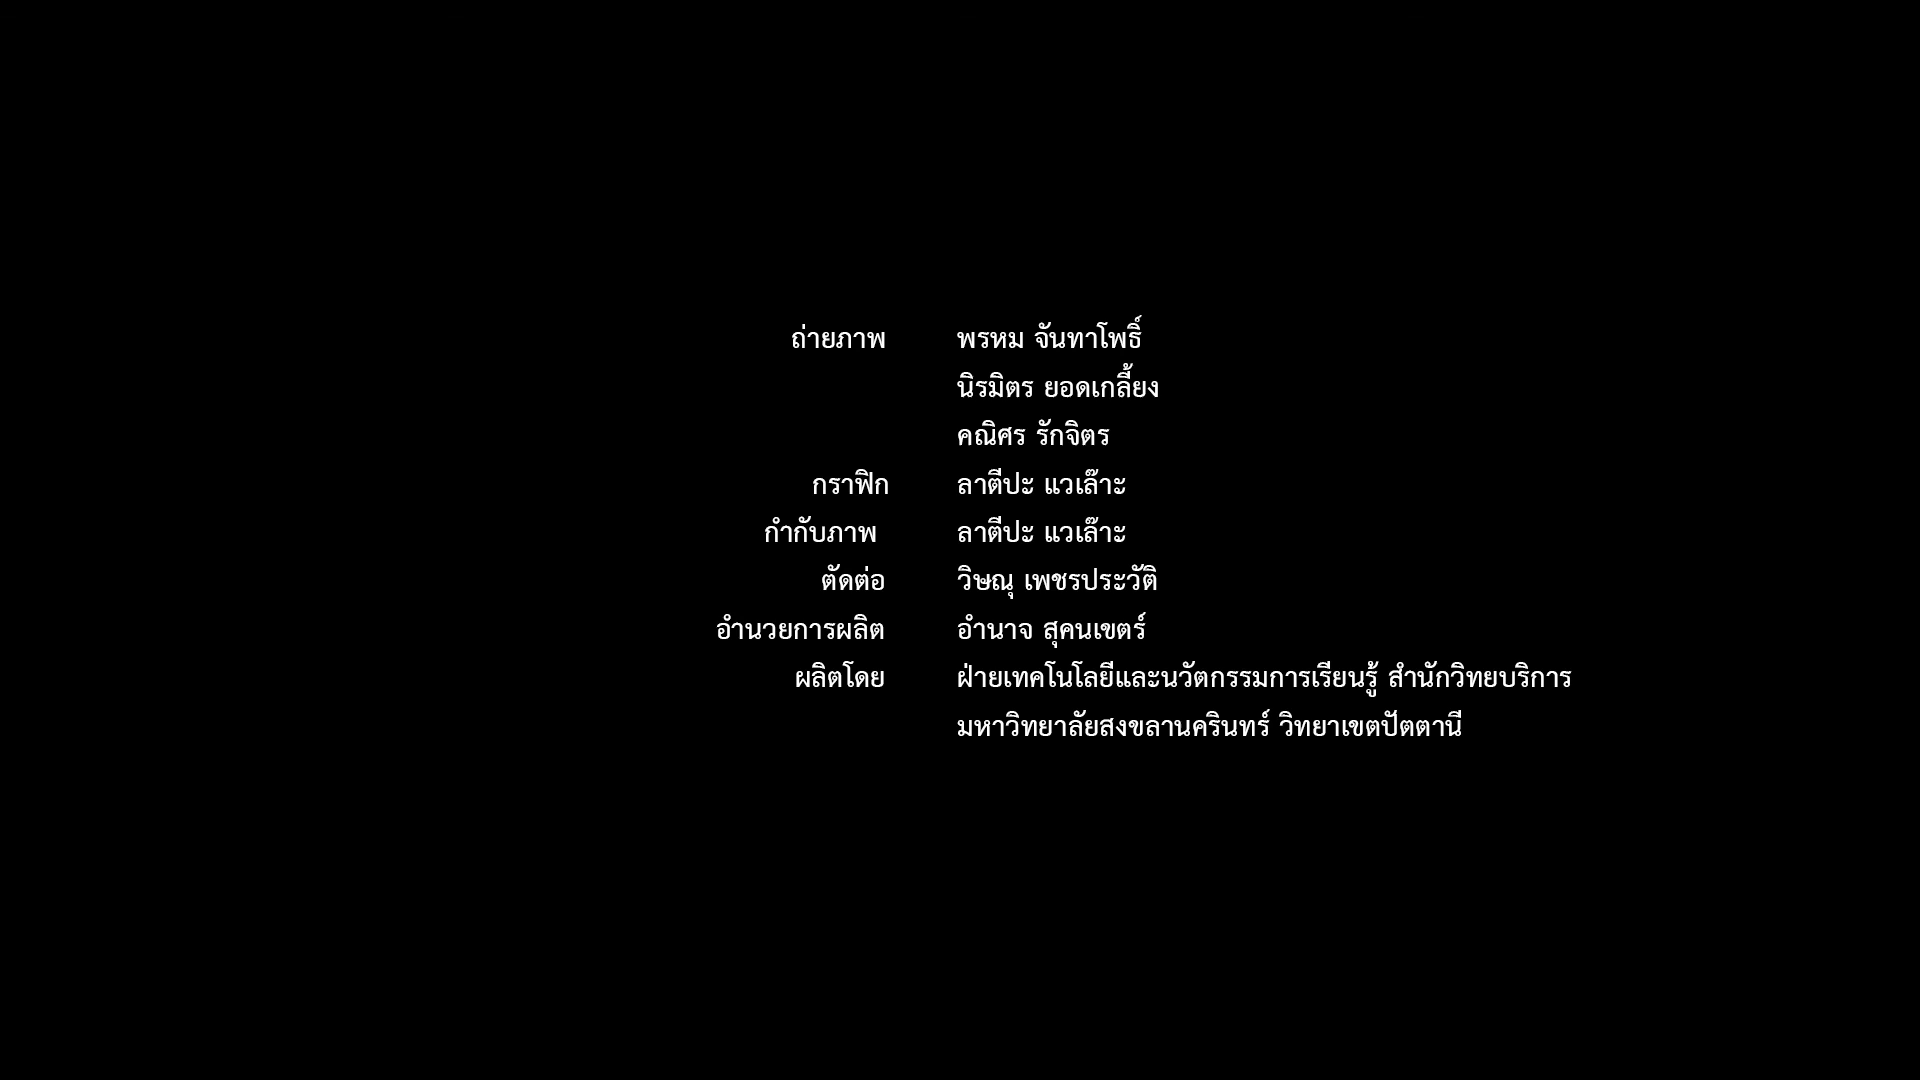 ถ่ายภาพ พรหม จันทาโพธิ์
นิรมิตร ยอดเกลี้ยง
คณิศร รักจิตร
กราฟิก ลาตีปะ แวเล๊าะ
กำกับภาพ ลาตีปะ แวเล๊าะ
ตัดต่อ วิษณุ เพชรประวัติ
อำนวยการผลิต อำนาจ สุคนเขตร์
ผลิตโดย ฝ่ายเทคโนโลยีและนวัตกรรมการเรียนรู้ สำนักวิทยบริการ
มหาวิทยาลัยสงขลานครินทร์ วิทยาเขตปัตตานี